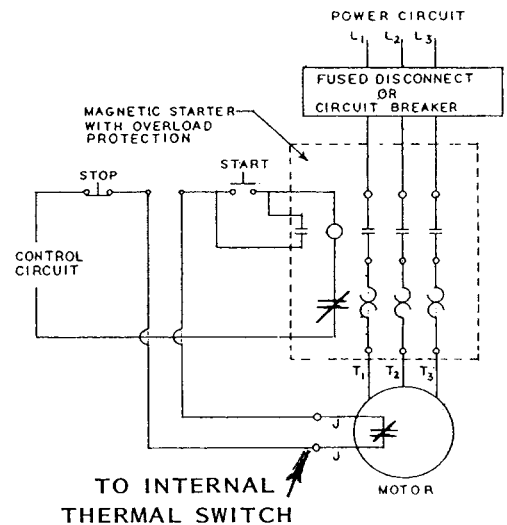 POWER CIRCUIT
L1 L2 L3
FUSED DISCONNECT
OR
CIRCUIT BREAKER
MAGNETIC STARTER
WITH OVERLOAD
PROTECTION
START
STOP
CONTROL
CIRCUIT
T1 T2 T3
J
J
MOTOR
TO INTERNAL
THERMAL SWITCH